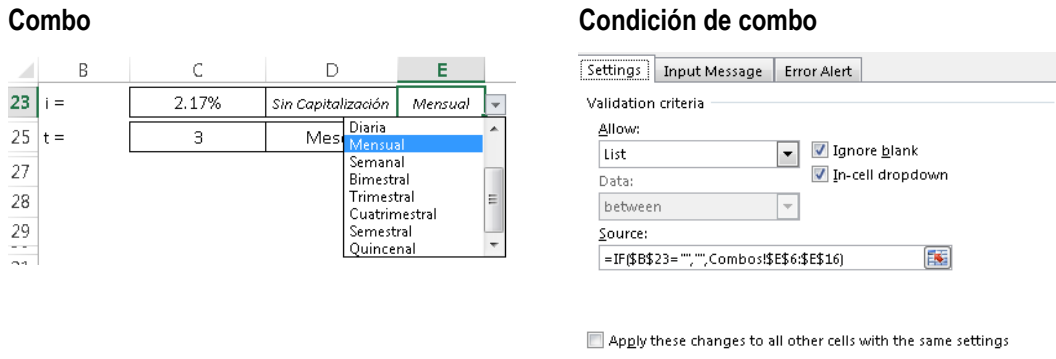 Combo
B C D E
23 i = 2.17% Sin Capitalización Mensual
25 t = 3
27
28
29
Diaria
Mensual
Semanal
Bimestral
Trimestral
Cuatrimestral
Semestral
Quincenal
Condición de combo
Settings Input Message Error Alert
Validation criteria
Allow:
List
Ignore blank
In-cell dropdown
Data:
between
Source:
=IF($B$23="","",Combos!$E$6:$E$16)
Apply these changes to all other cells with the same settings